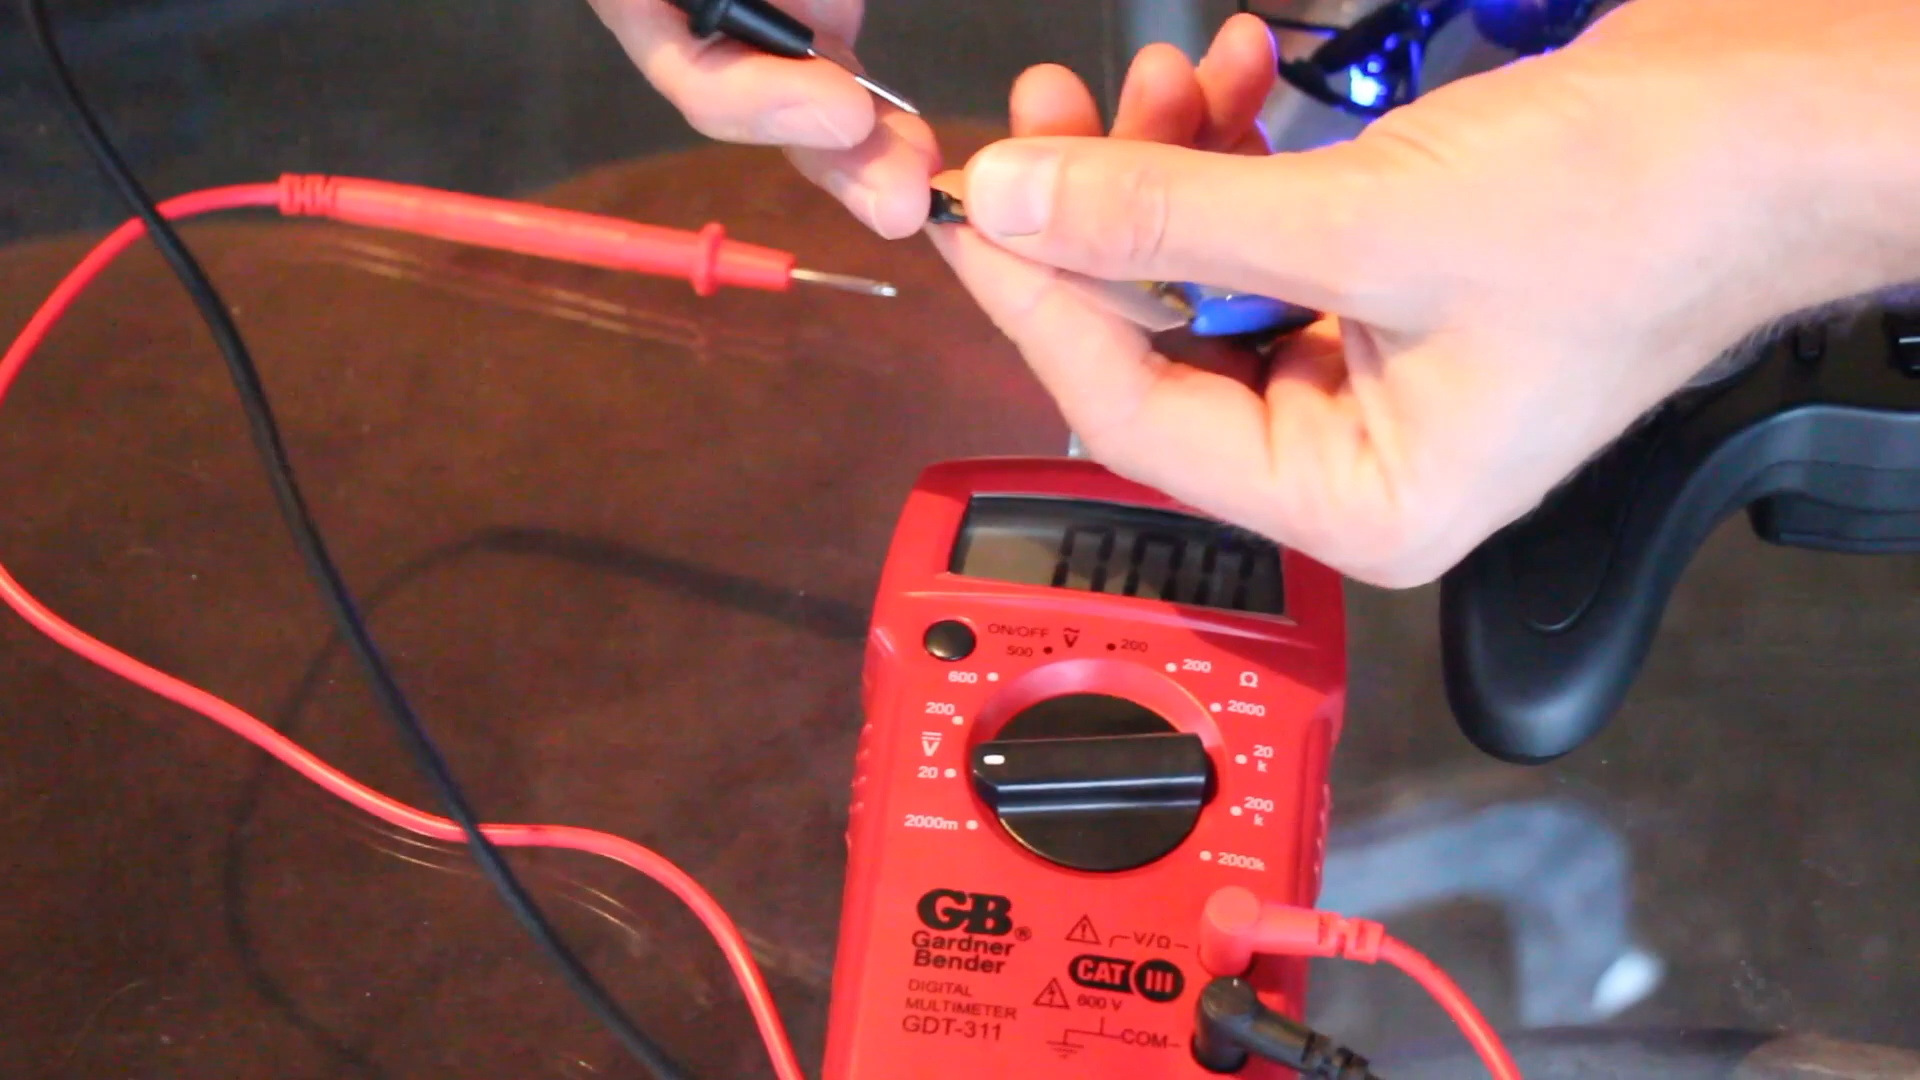 000
ON/OFF
V
500
200
600
200
Ω
200
2000
V
20
k
20
2000m
200
k
2000k
GB®
Gardner
Bender
V/Ω
CAT III
DIGITAL
MULTIMETER
GDT-311
600 V
COM